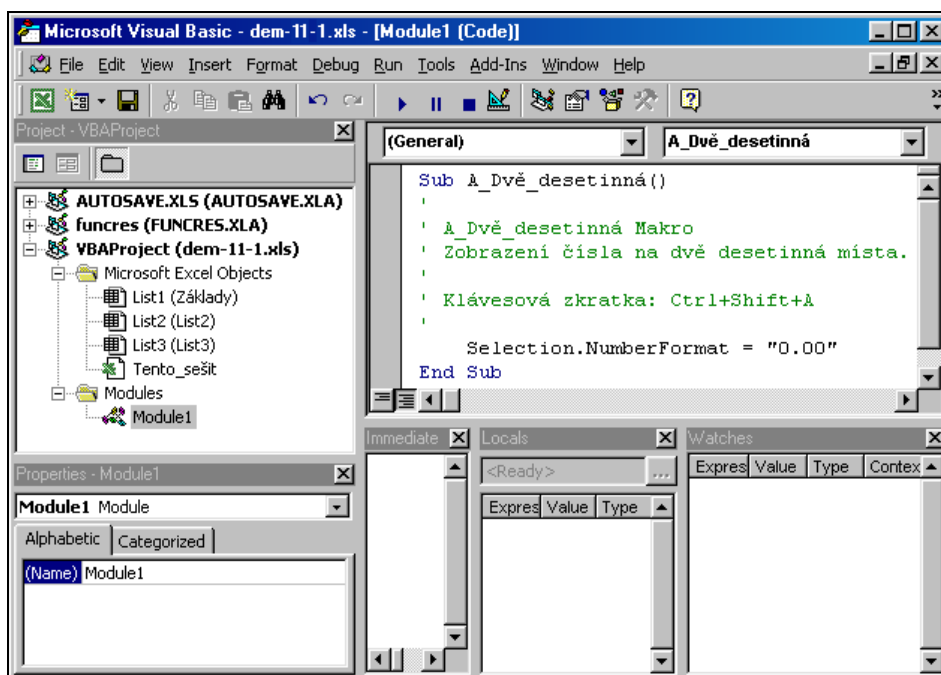 Microsoft Visual Basic - dem-11-1.xls - [Module1 (Code)]
File Edit View Insert Format Debug Run Tools Add-Ins Window Help
Project - VBAProject
AUTOSAVE.XLS (AUTOSAVE.XLA)
funcres (FUNCRES.XLA)
VBAProject (dem-11-1.xls)
Microsoft Excel Objects
List1 (Základy)
List2 (List2)
List3 (List3)
Tento_sešit
Modules
Module1
Properties - Module1
Module1 Module
Alphabetic Categorized
(Name) Module1
(General) A_Dvě_desetinná
Sub A_Dvě_desetinná()
'
' A_Dvě_desetinná Makro
' Zobrazení čísla na dvě desetinná místa.
'
' Klávesová zkratka: Ctrl+Shift+A
'
Selection.NumberFormat = "0.00"
End Sub
Immediate
Locals
<Ready> ...
Expres Value Type
Watches
Expres Value Type Contex